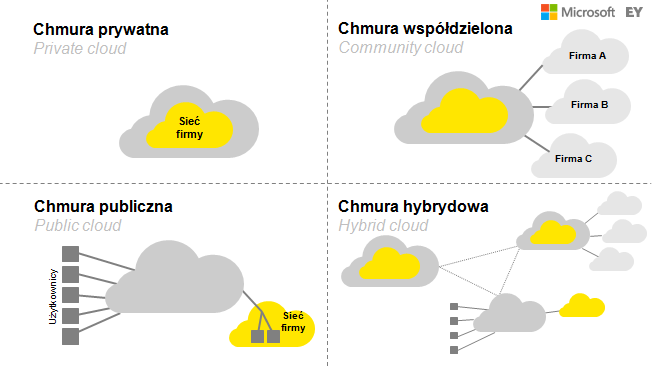 Chmura prywatna
Private cloud
Sieć
firmy
Microsoft EY
Chmura współdzielona
Community cloud
Firma A
Firma B
Firma C
Chmura publiczna
Public cloud
Użytkownicy
Sieć
firmy
Chmura hybrydowa
Hybrid cloud